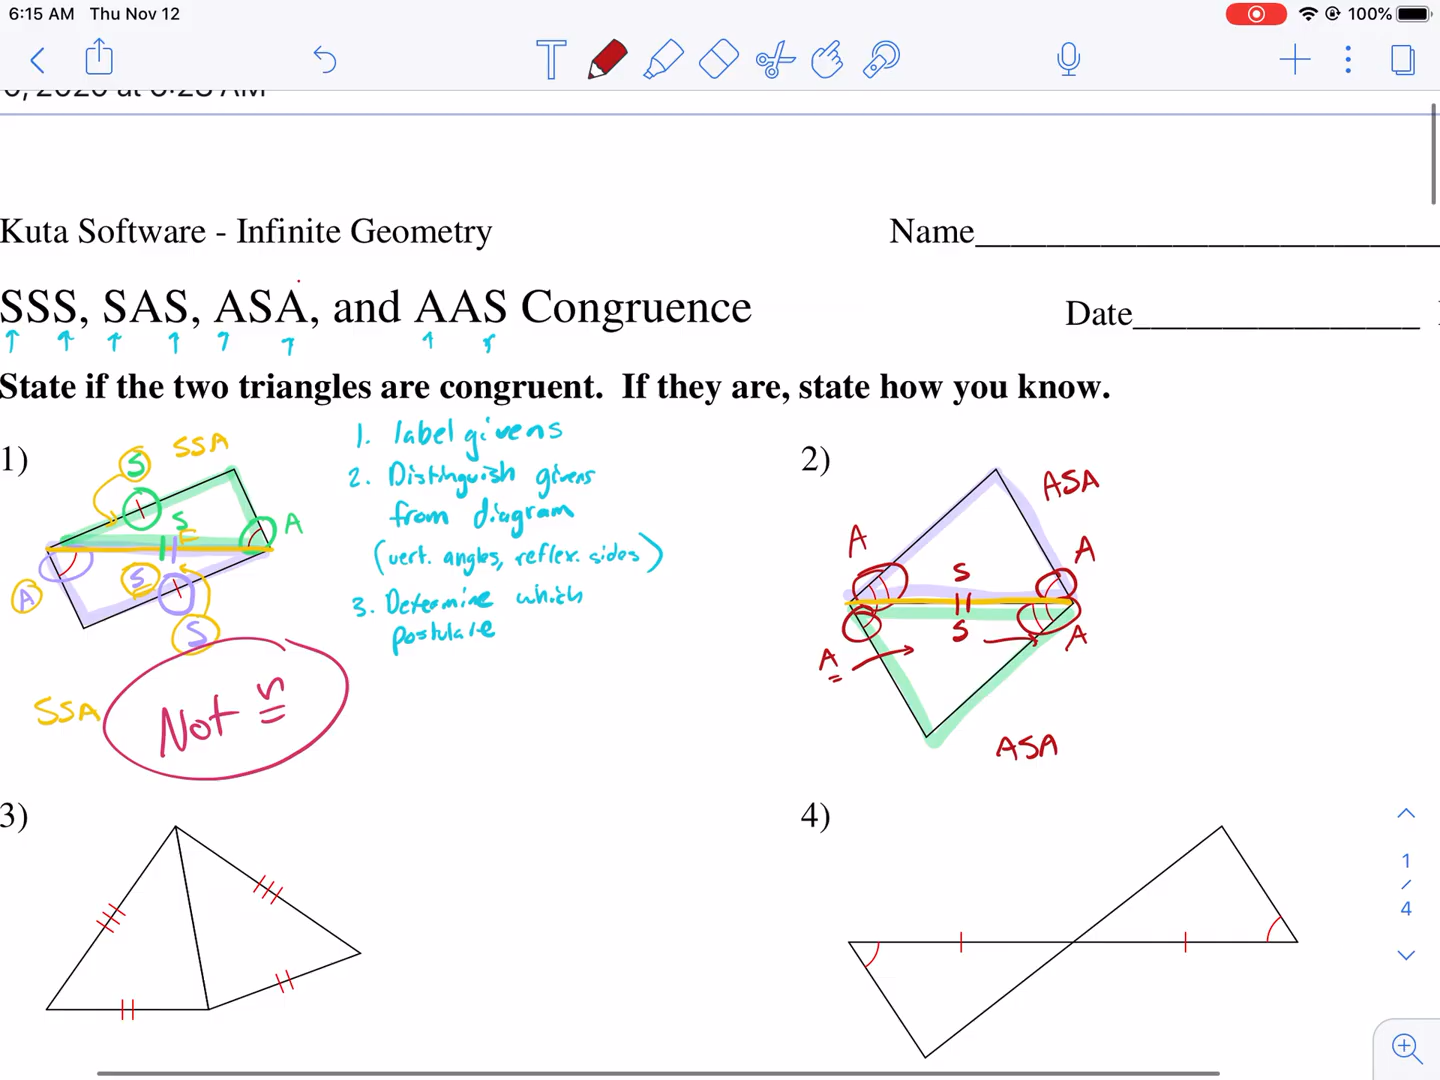 6:15 AM Thu Nov 12
100%
Kuta Software - Infinite Geometry
Name
SSS, SAS, ASA, and AAS Congruence
Date
State if the two triangles are congruent. If they are, state how you know.
1)
SSA
S
S
A
A
S
S
SSA
Not ≅
1. label givens
2. Distinguish givens
from diagram
(vert. angles, reflex. sides)
3. Determine which
postulate
2)
ASA
A
A
S
S
A
A
ASA
3)
4)
1
/
4